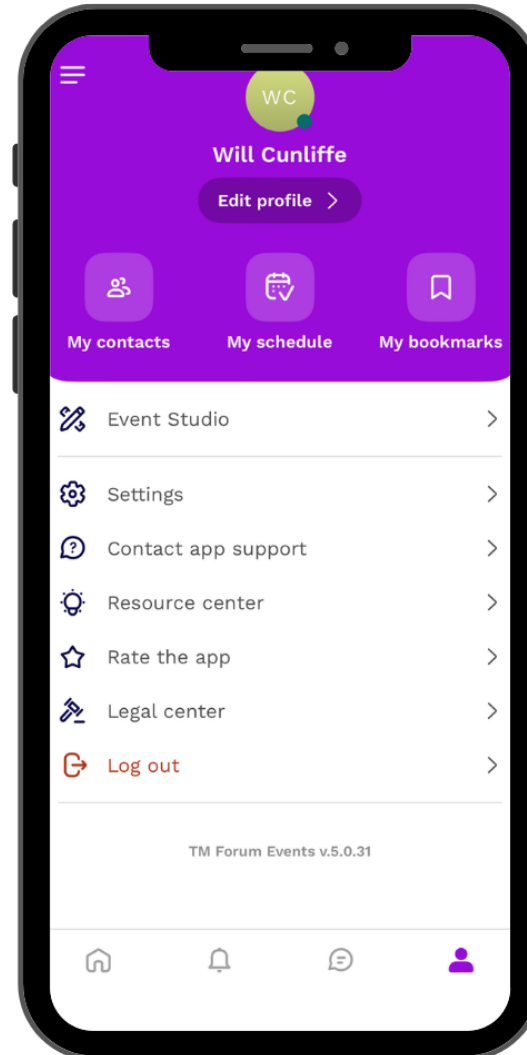 WC
Will Cunliffe
Edit profile
My contacts My schedule My bookmarks
Event Studio
Settings
Contact app support
Resource center
Rate the app
Legal center
Log out
TM Forum Events v.5.0.31